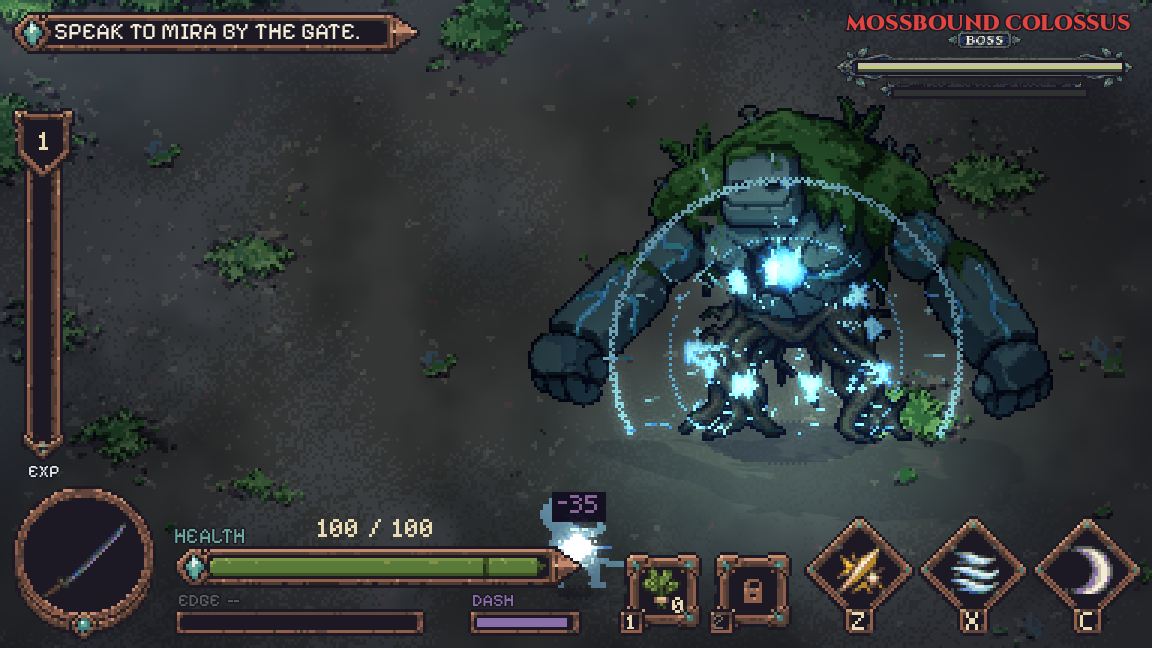 SPEAK TO MIRA BY THE GATE.
MOSSBOUND COLOSSUS
BOSS
1
EXP
HEALTH
100 / 100
-35
EDGE --
DASH
0
1
2
Z
X
C